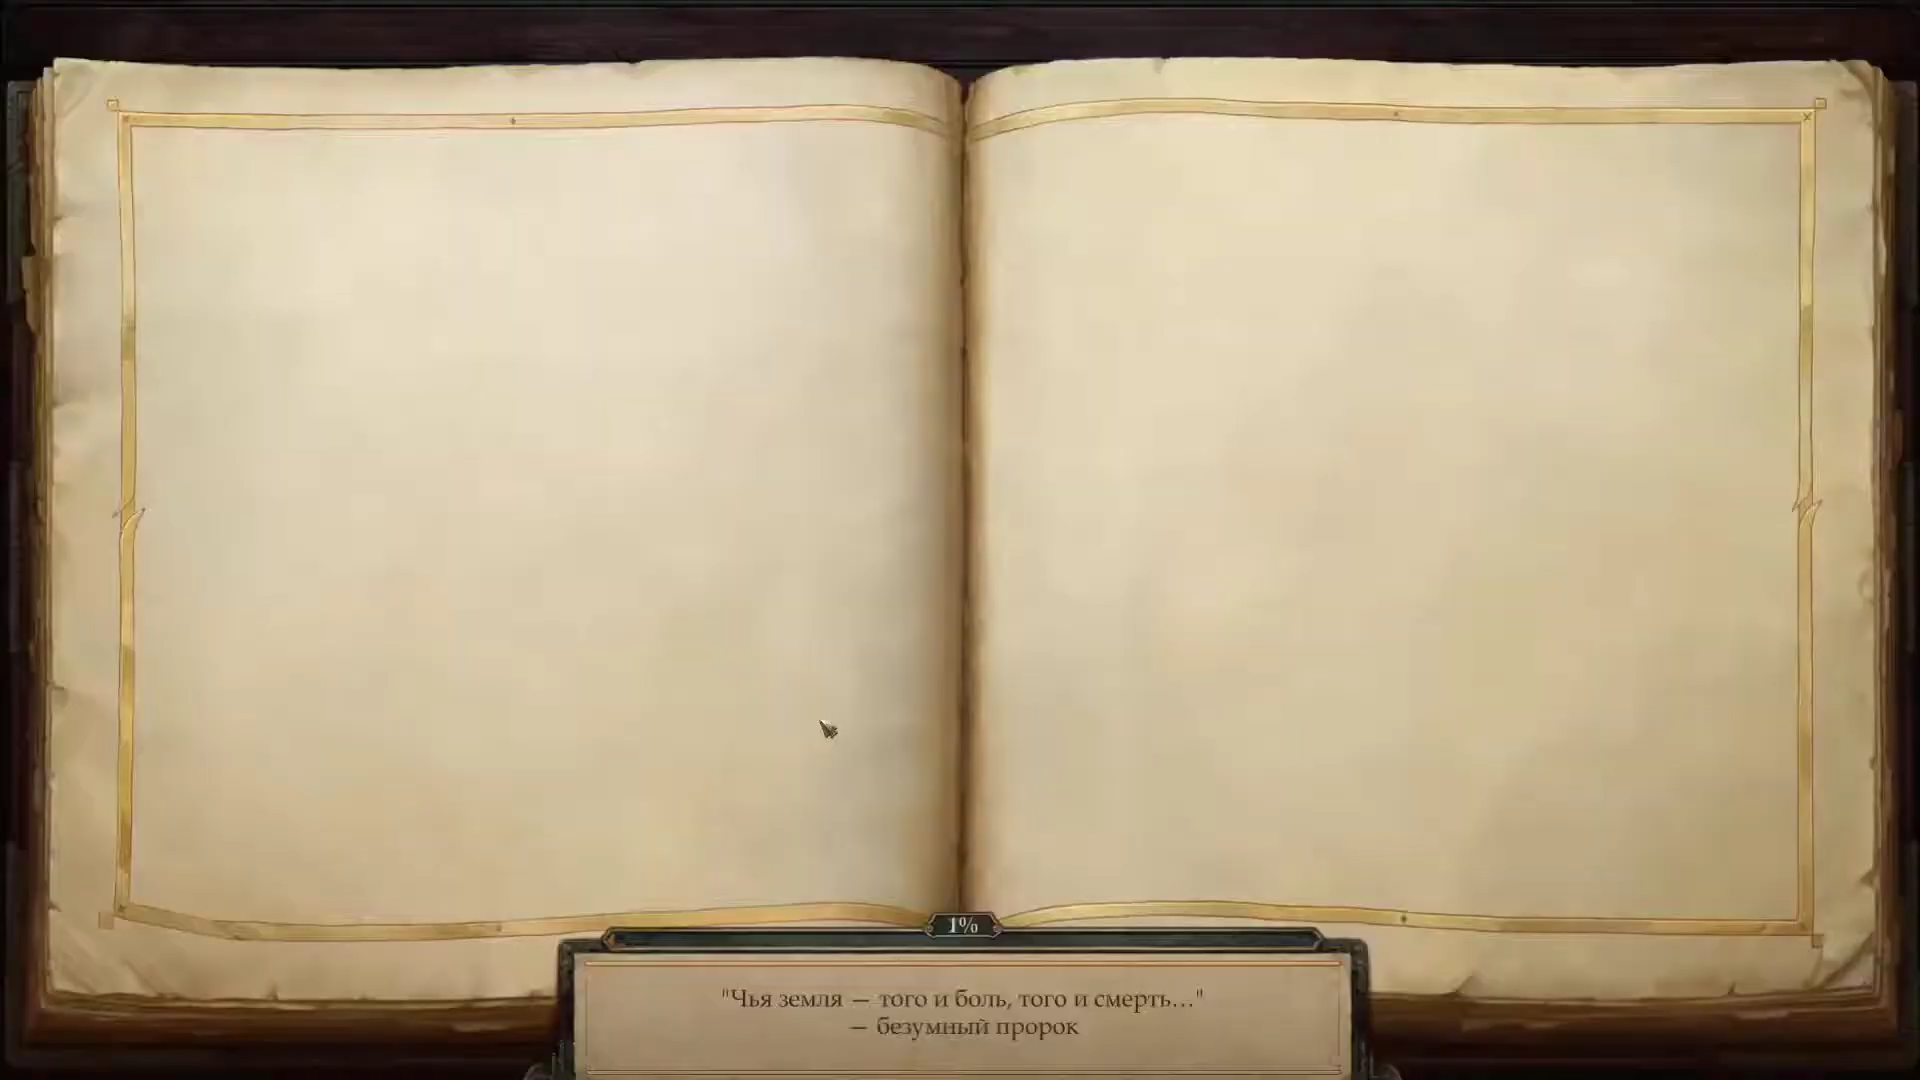 1%
"Чья земля — того и боль, того и смерть..."
— безумный пророк